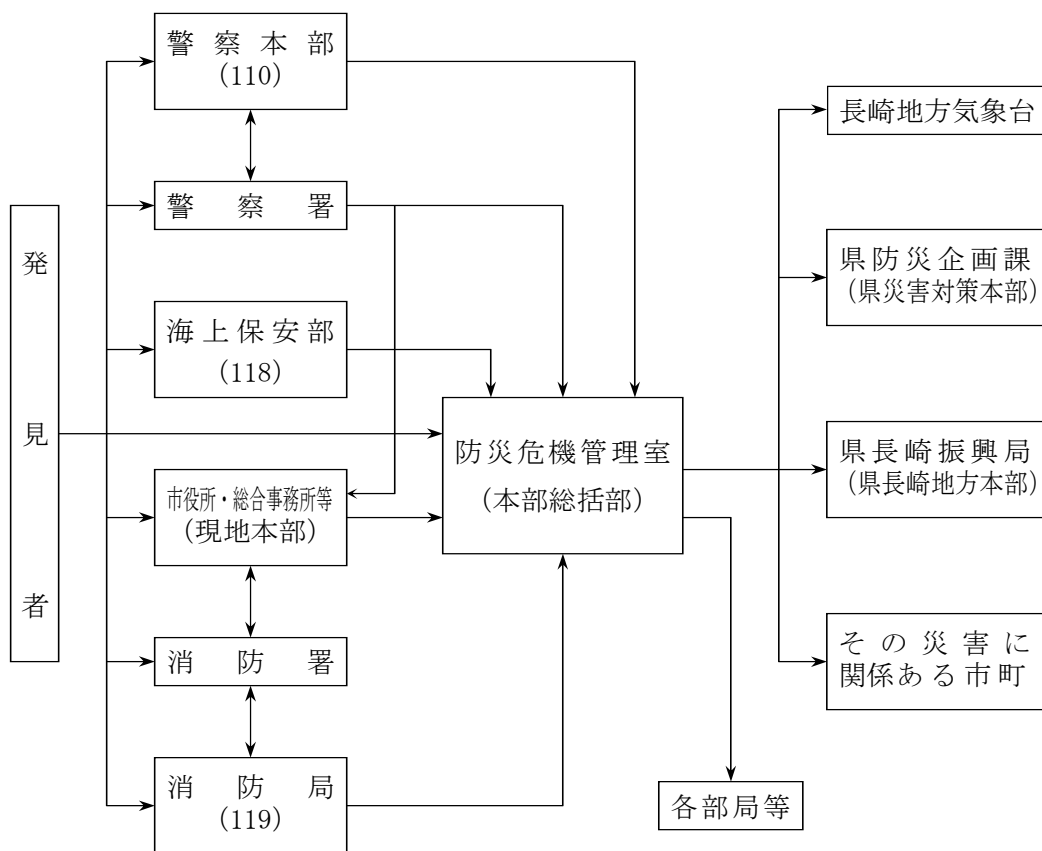 警察本部
(110)
警察署
発見者
海上保安部
(118)
市役所・総合事務所等
(現地本部)
消防署
消防局
(119)
防災危機管理室
(本部総括部)
長崎地方気象台
県防災企画課
(県災害対策本部)
県長崎振興局
(県長崎地方本部)
その災害に
関係ある市町
各部局等